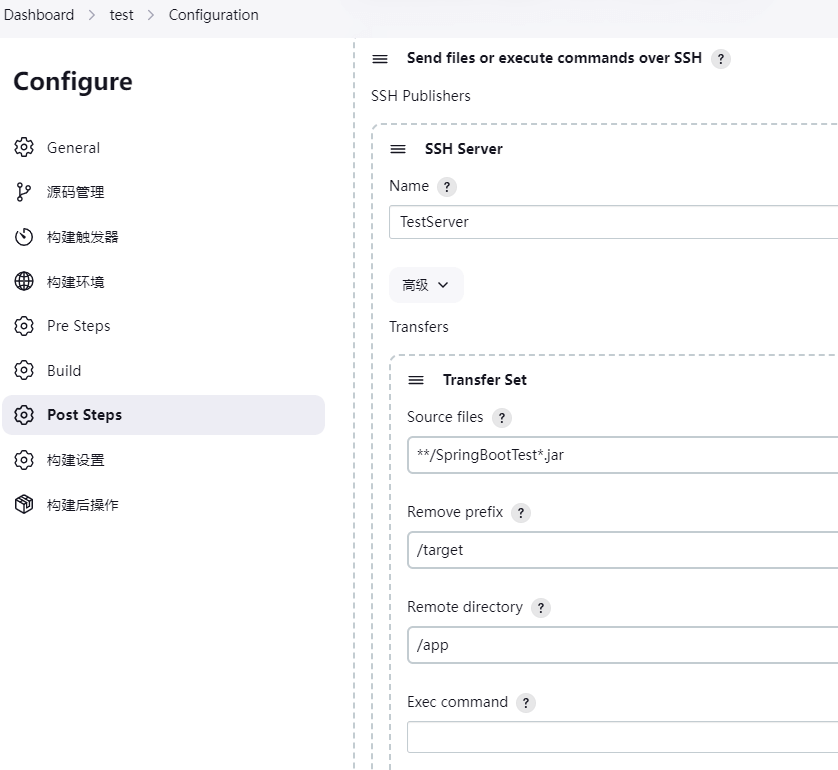 Dashboard > test > Configuration
Configure
General
源码管理
构建触发器
构建环境
Pre Steps
Build
Post Steps
构建设置
构建后操作
Send files or execute commands over SSH ?
SSH Publishers
SSH Server
Name ?
TestServer
高级
Transfers
Transfer Set
Source files ?
**/SpringBootTest*.jar
Remove prefix ?
/target
Remote directory ?
/app
Exec command ?